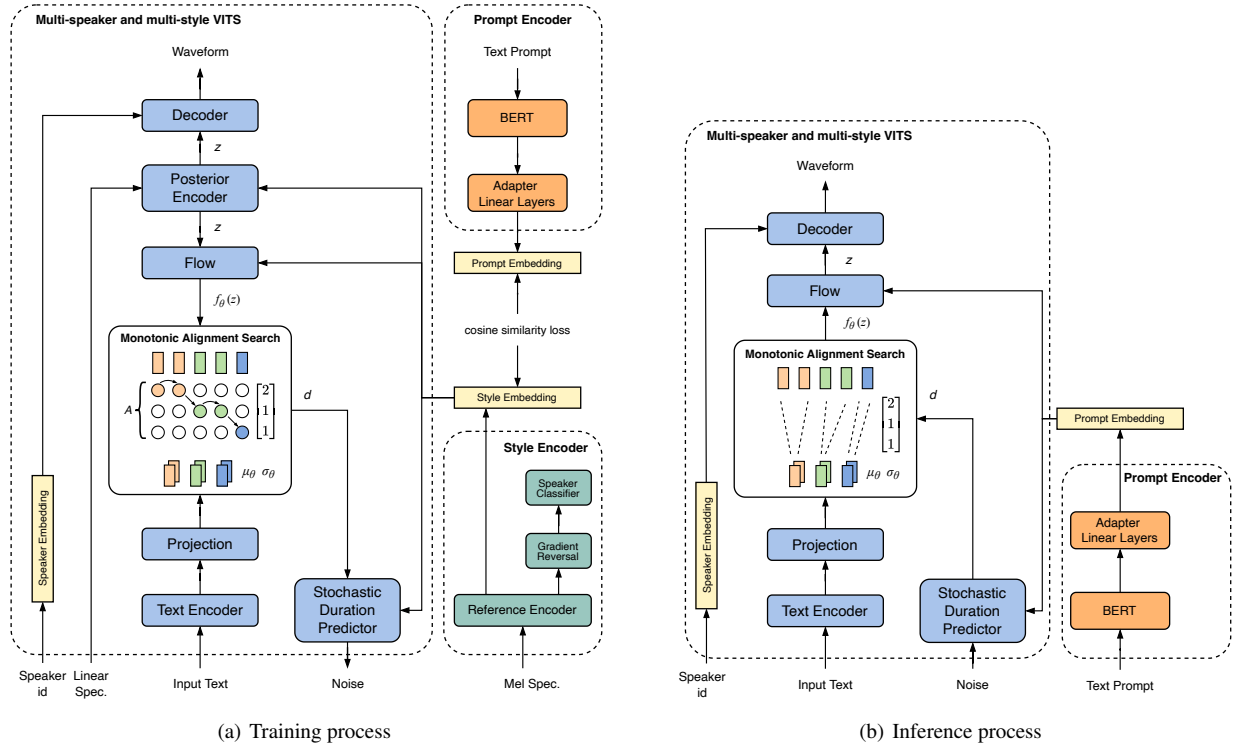 Multi-speaker and multi-style VITS
Waveform
Decoder
z
Posterior
Encoder
z
Flow
fθ(z)
Monotonic Alignment Search
A
2
1
1
μθ σθ
d
Projection
Text Encoder
Stochastic
Duration
Predictor
Speaker Embedding
Speaker
id
Linear
Spec.
Input Text
Noise
Prompt Encoder
Text Prompt
BERT
Adapter
Linear Layers
Prompt Embedding
cosine similarity loss
Style Embedding
Style Encoder
Speaker
Classifier
Gradient
Reversal
Reference Encoder
Mel Spec.
(a) Training process
Multi-speaker and multi-style VITS
Waveform
Decoder
z
Flow
fθ(z)
Monotonic Alignment Search
2
1
1
μθ σθ
d
Projection
Text Encoder
Stochastic
Duration
Predictor
Speaker Embedding
Speaker
id
Input Text
Noise
Prompt Embedding
Prompt Encoder
Adapter
Linear Layers
BERT
Text Prompt
(b) Inference process